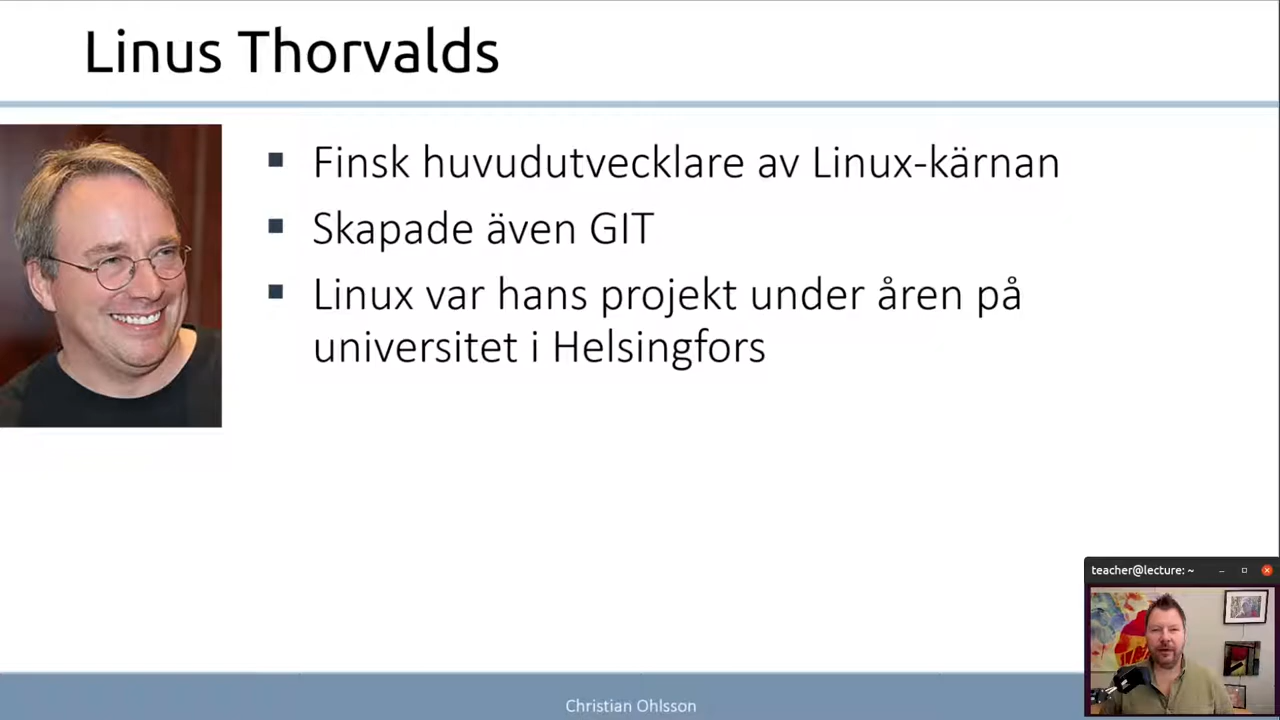 Linus Thorvalds
Finsk huvudutvecklare av Linux-kärnan
Skapade även GIT
Linux var hans projekt under åren på
universitet i Helsingfors
teacher@lecture: ~
Christian Ohlsson